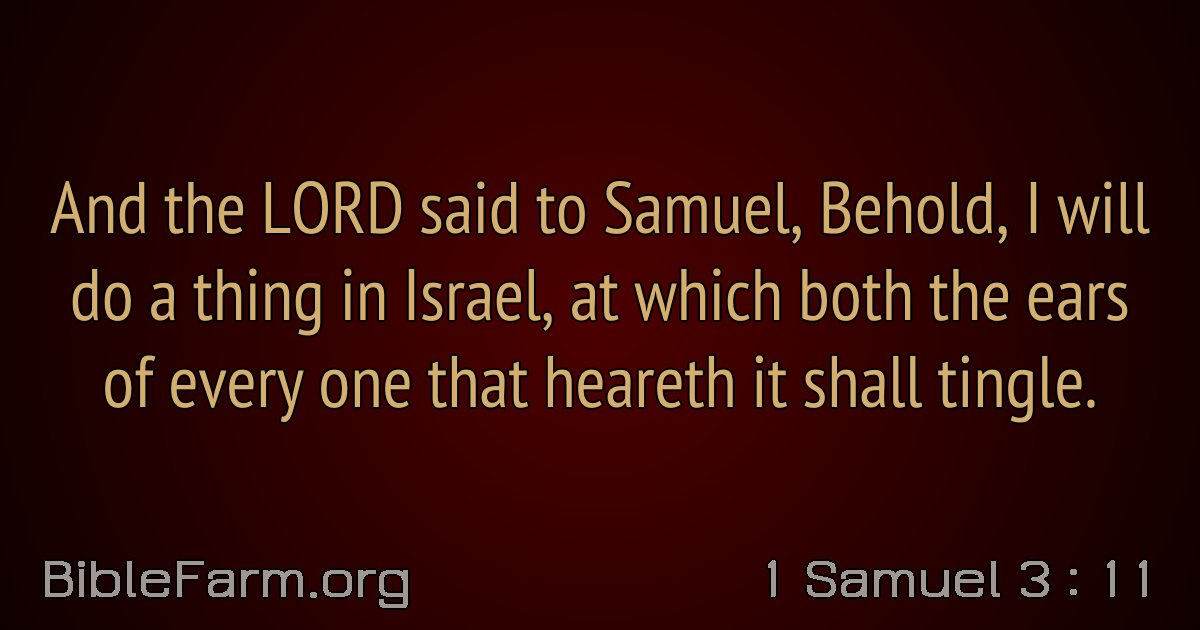 And the LORD said to Samuel, Behold, I will
do a thing in Israel, at which both the ears
of every one that heareth it shall tingle.
BibleFarm.org
1 Samuel 3 : 11